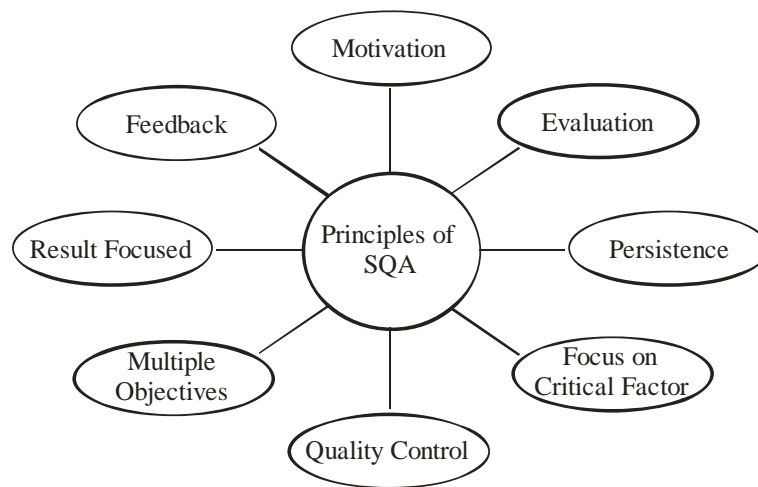 Motivation
Feedback
Evaluation
Principles of
SQA
Result Focused
Persistence
Multiple
Objectives
Focus on
Critical Factor
Quality Control